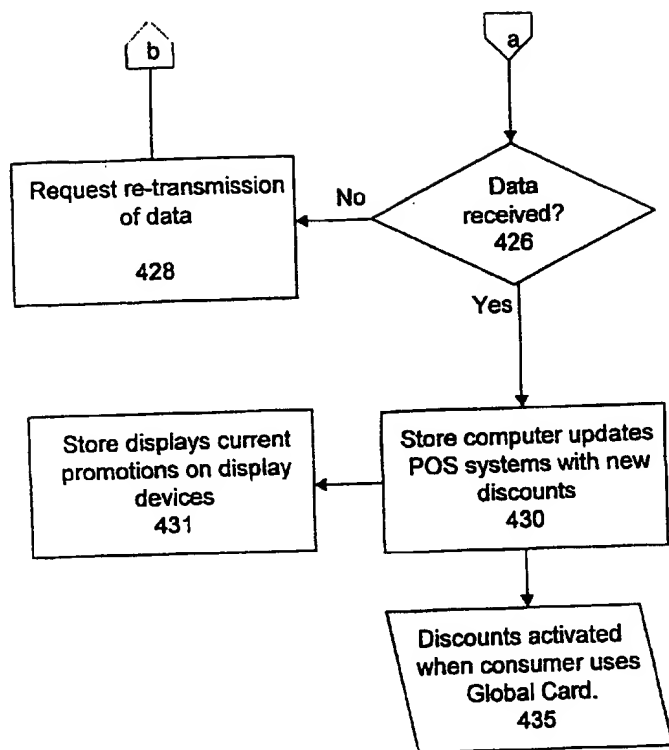 b
a
Request re-transmission
of data
428
No
Data
received?
426
Yes
Store displays current
promotions on display
devices
431
Store computer updates
POS systems with new
discounts
430
Discounts activated
when consumer uses
Global Card.
435